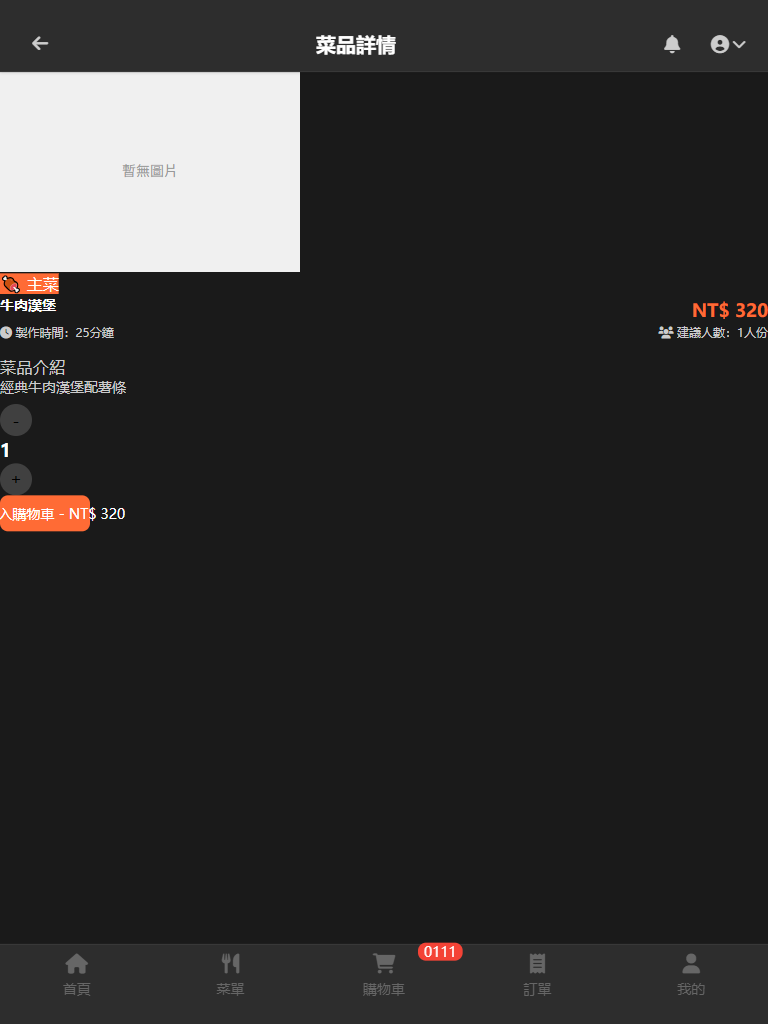 菜品詳情
暫無圖片
主菜
牛肉漢堡
NT$ 320
製作時間：25分鐘
建議人數：1人份
菜品介紹
經典牛肉漢堡配薯條
-
1
+
入購物車 - NT$ 320
0111
首頁
菜單
購物車
訂單
我的